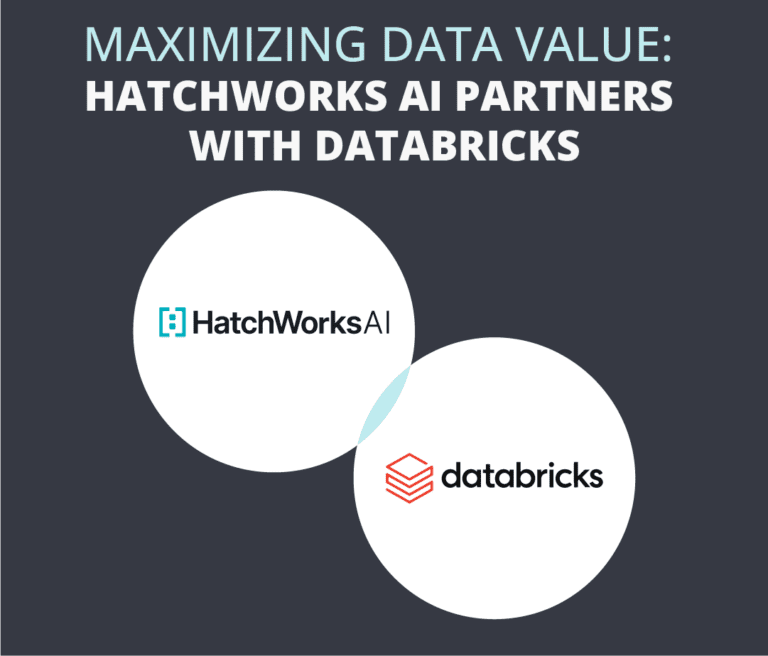 MAXIMIZING DATA VALUE:
HATCHWORKS AI PARTNERS
WITH DATABRICKS
HatchWorksAI
databricks